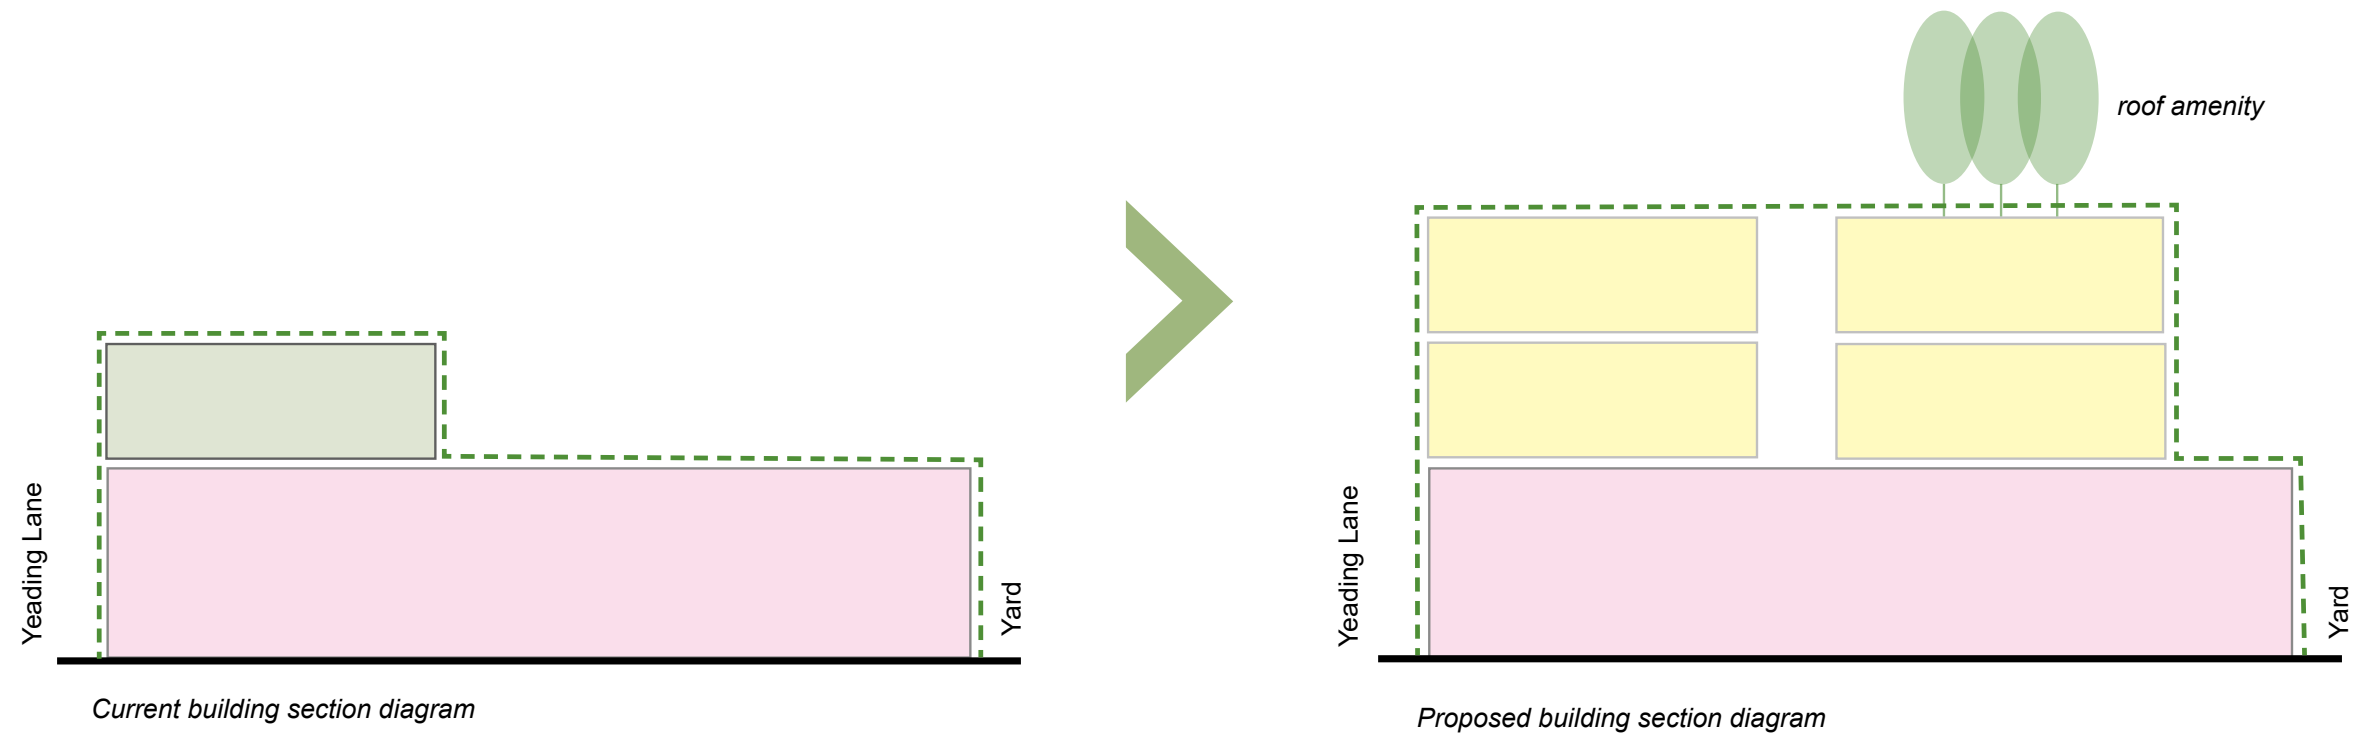 roof amenity
Yeading Lane
Yard
Yeading Lane
Yard
Current building section diagram
Proposed building section diagram